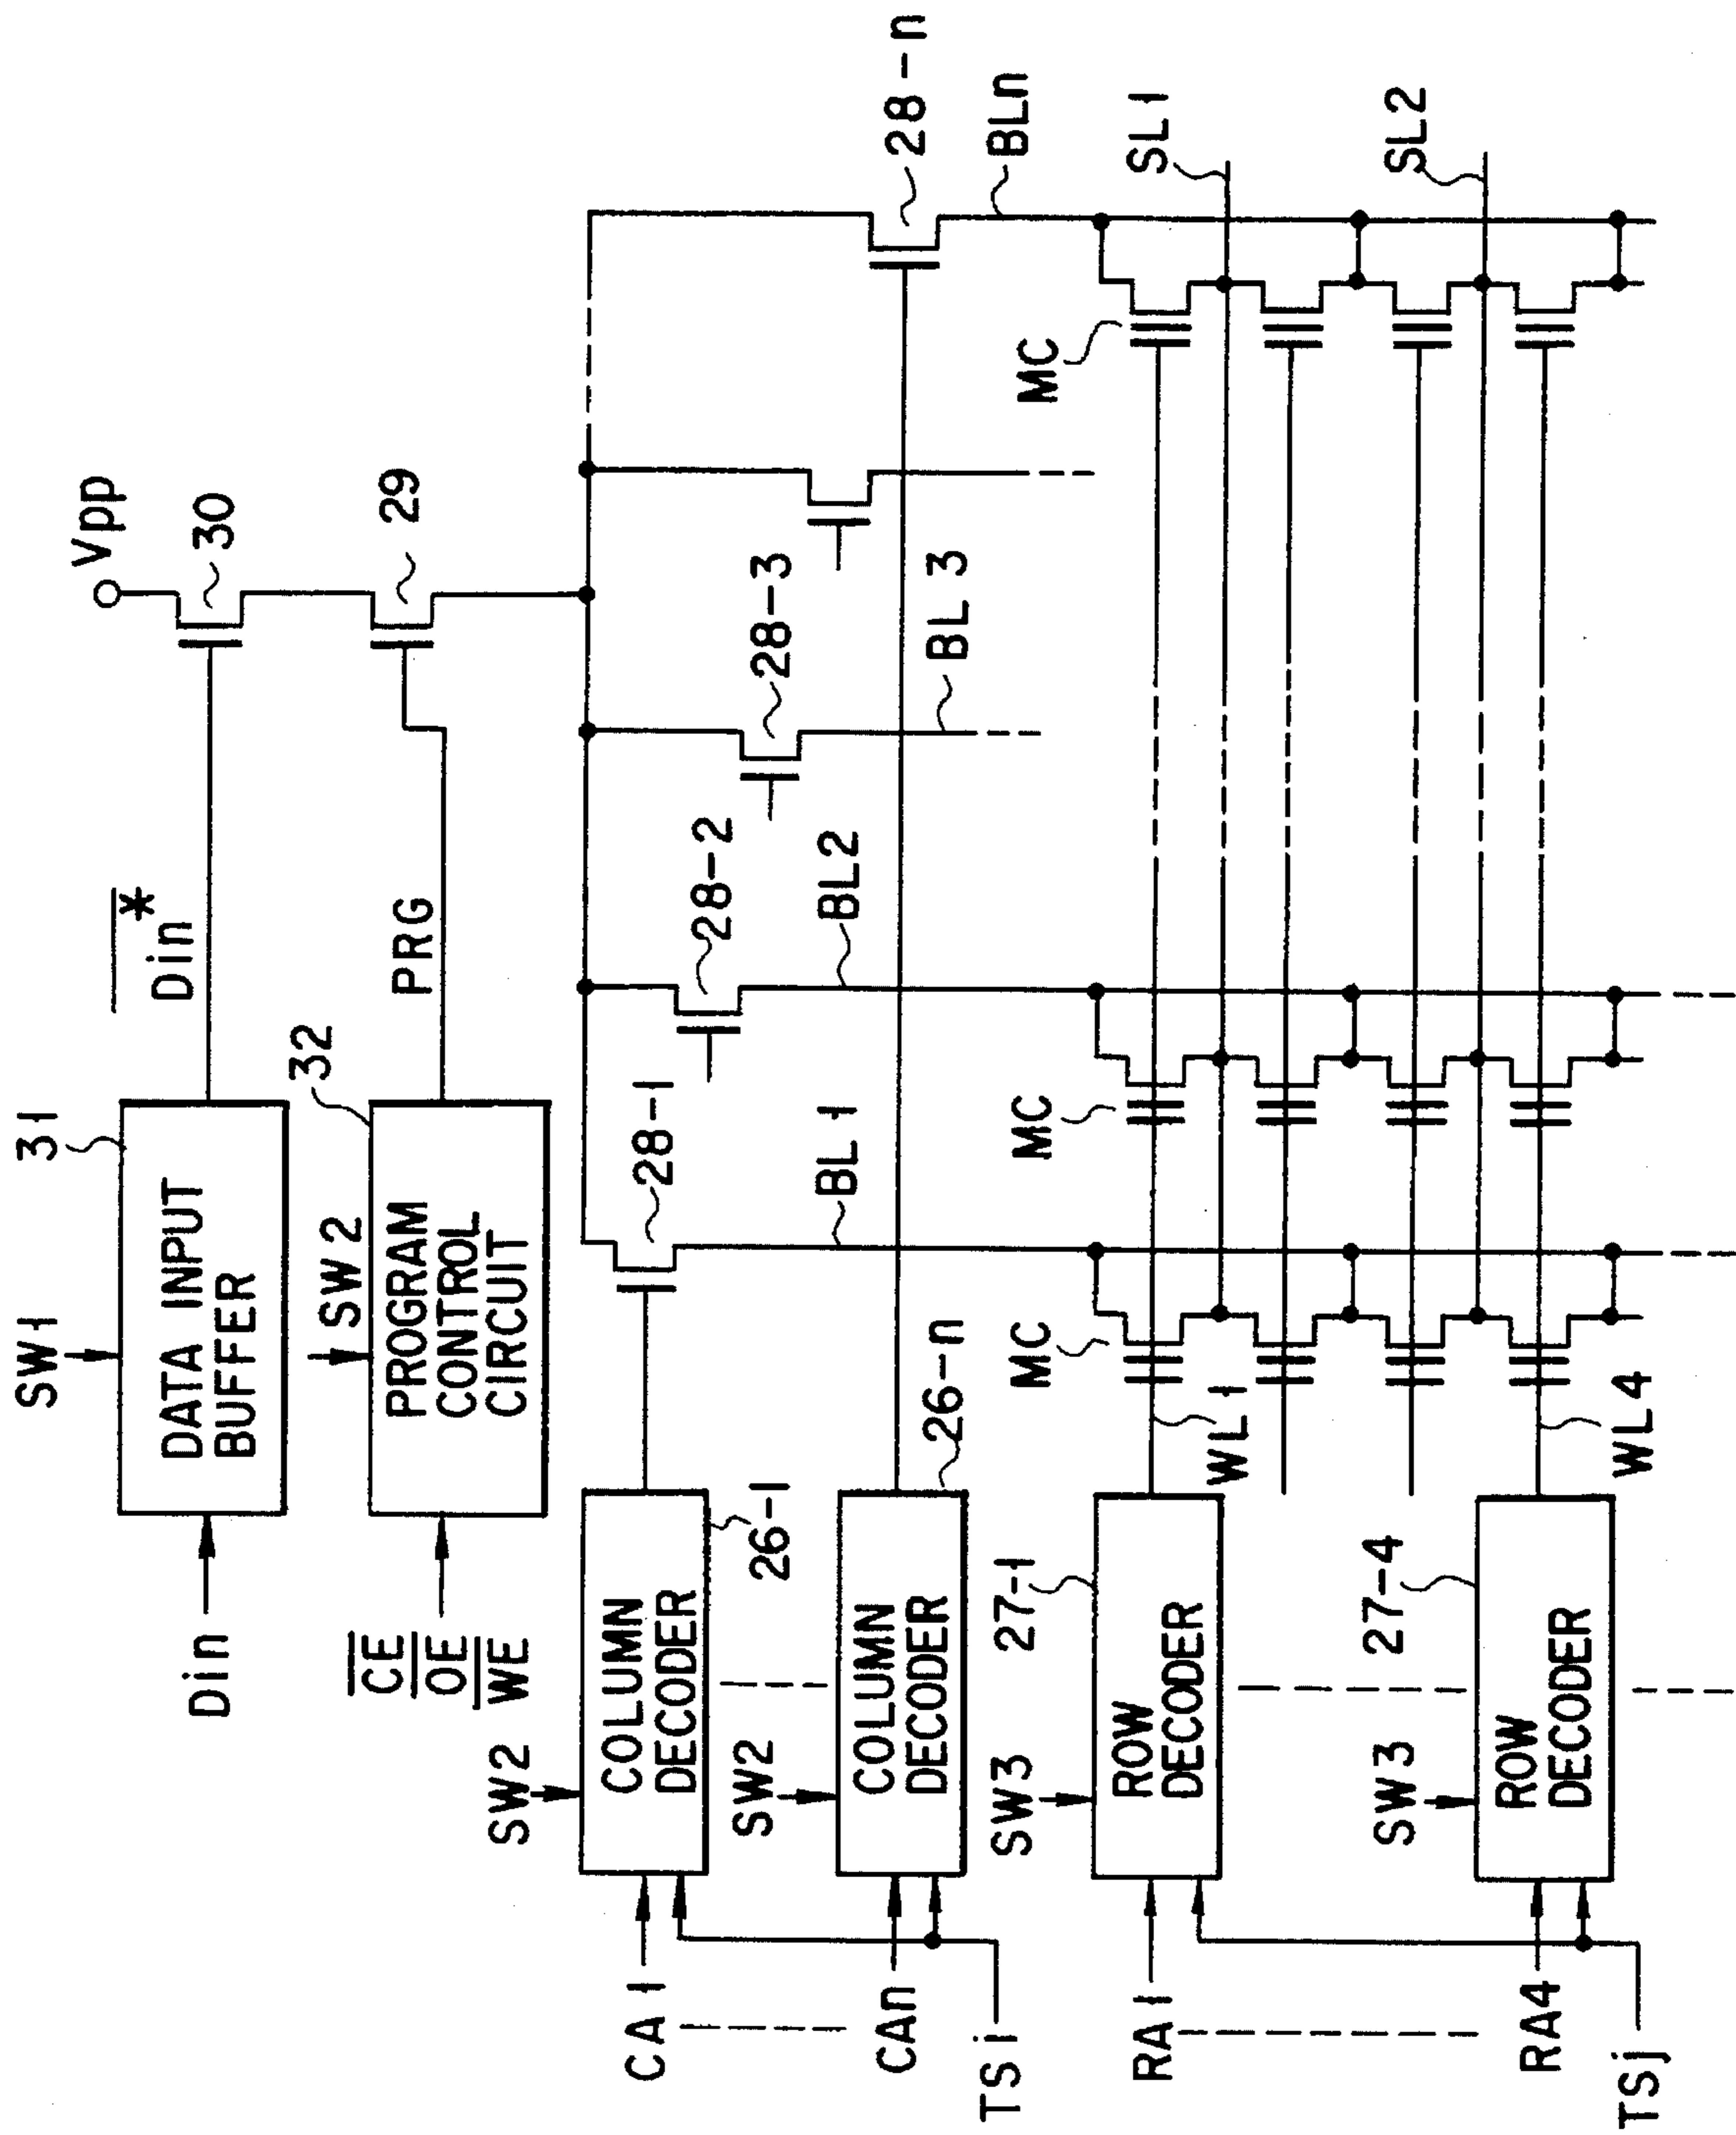 Vpp
30
29
SW1
31
DATA INPUT
BUFFER
Din
Din*
SW2
32
PROGRAM
CONTROL
CIRCUIT
CE
OE
WE
PRG
28-1
28-2
28-3
28-n
BL1
BL2
BL3
BLn
SW2
COLUMN
DECODER
26-1
CA1
SW2
COLUMN
DECODER
26-n
CAn
TSi
MC
MC
MC
SL1
SL2
SW3
ROW
DECODER
27-1
RA1
WL1
SW3
ROW
DECODER
27-4
RA4
WL4
TSj